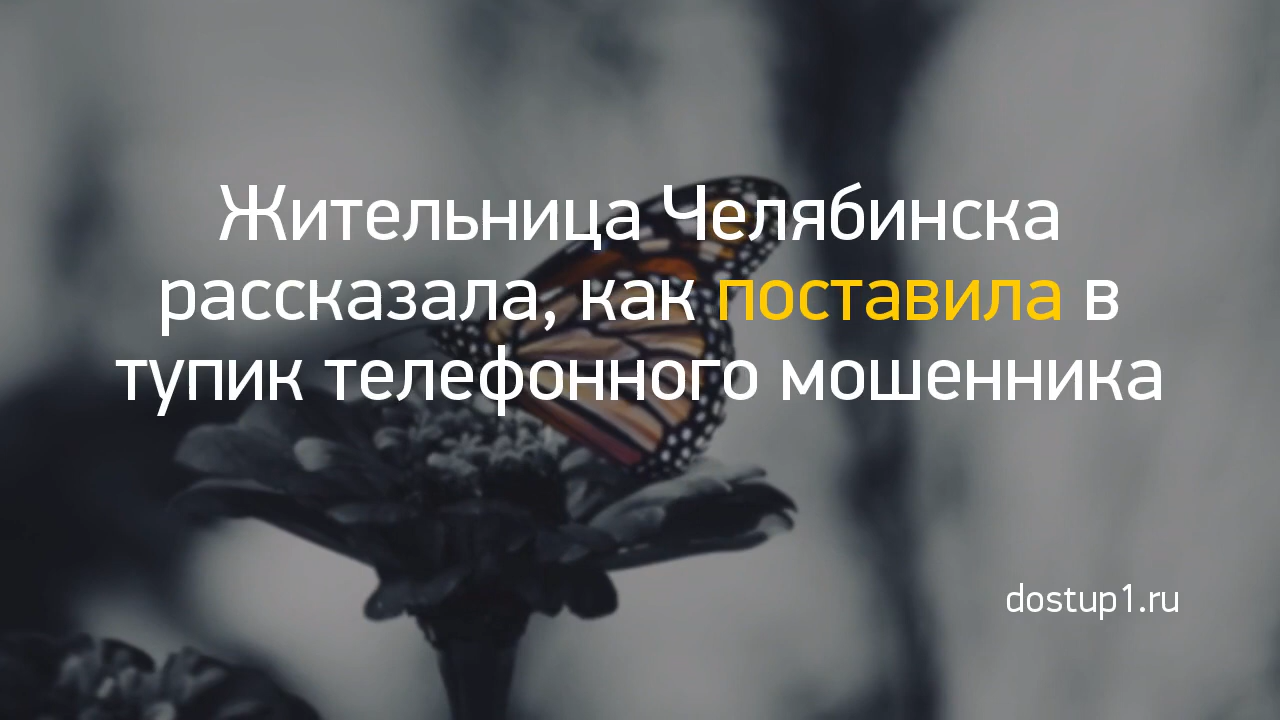 Жительница Челябинска
рассказала, как поставила в
тупик телефонного мошенника
dostup1.ru